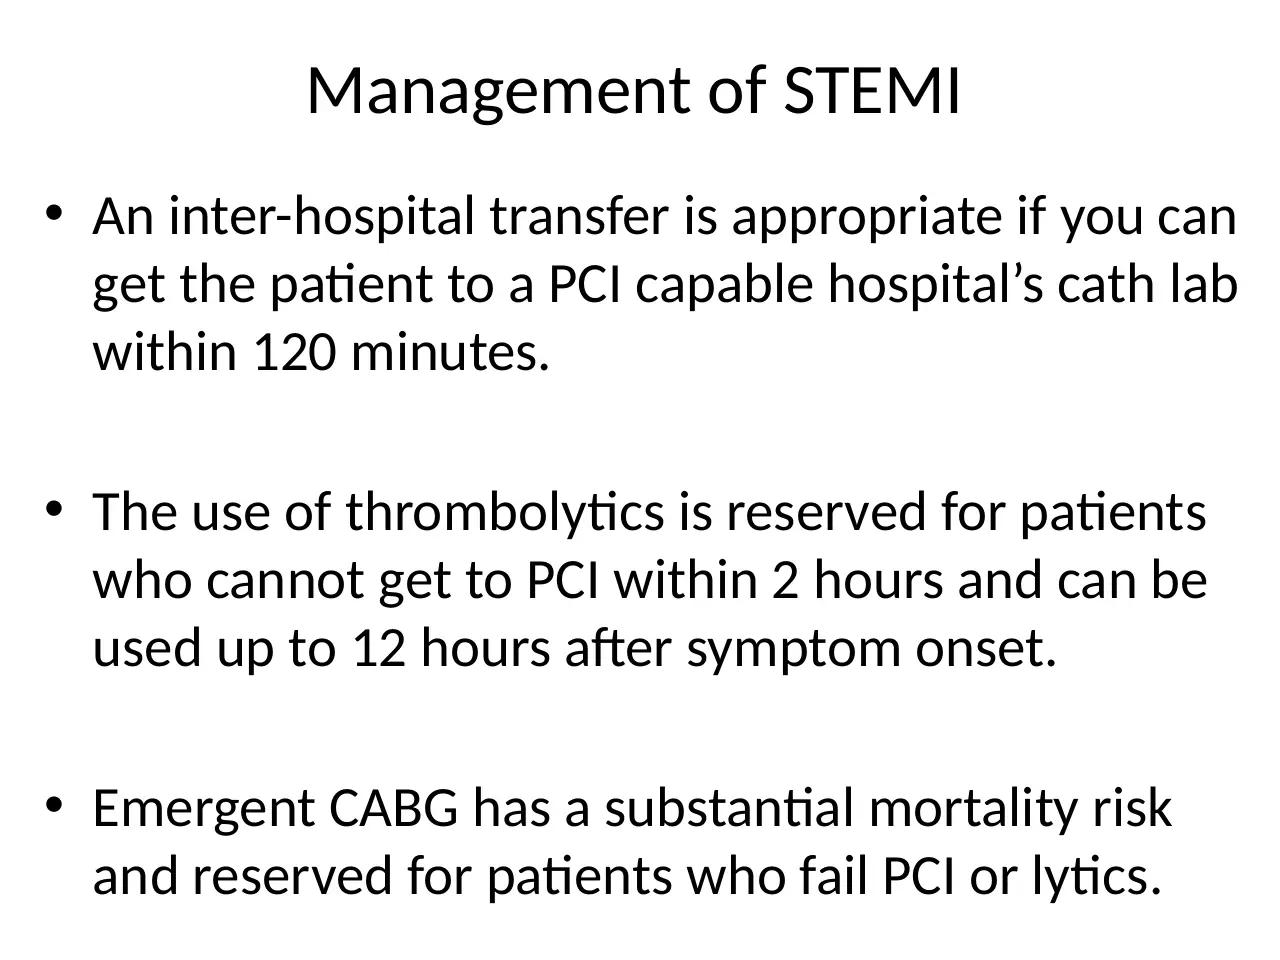 Management of STEMI
• An inter-hospital transfer is appropriate if you can
get the patient to a PCI capable hospital’s cath lab
within 120 minutes.
• The use of thrombolytics is reserved for patients
who cannot get to PCI within 2 hours and can be
used up to 12 hours after symptom onset.
• Emergent CABG has a substantial mortality risk
and reserved for patients who fail PCI or lytics.